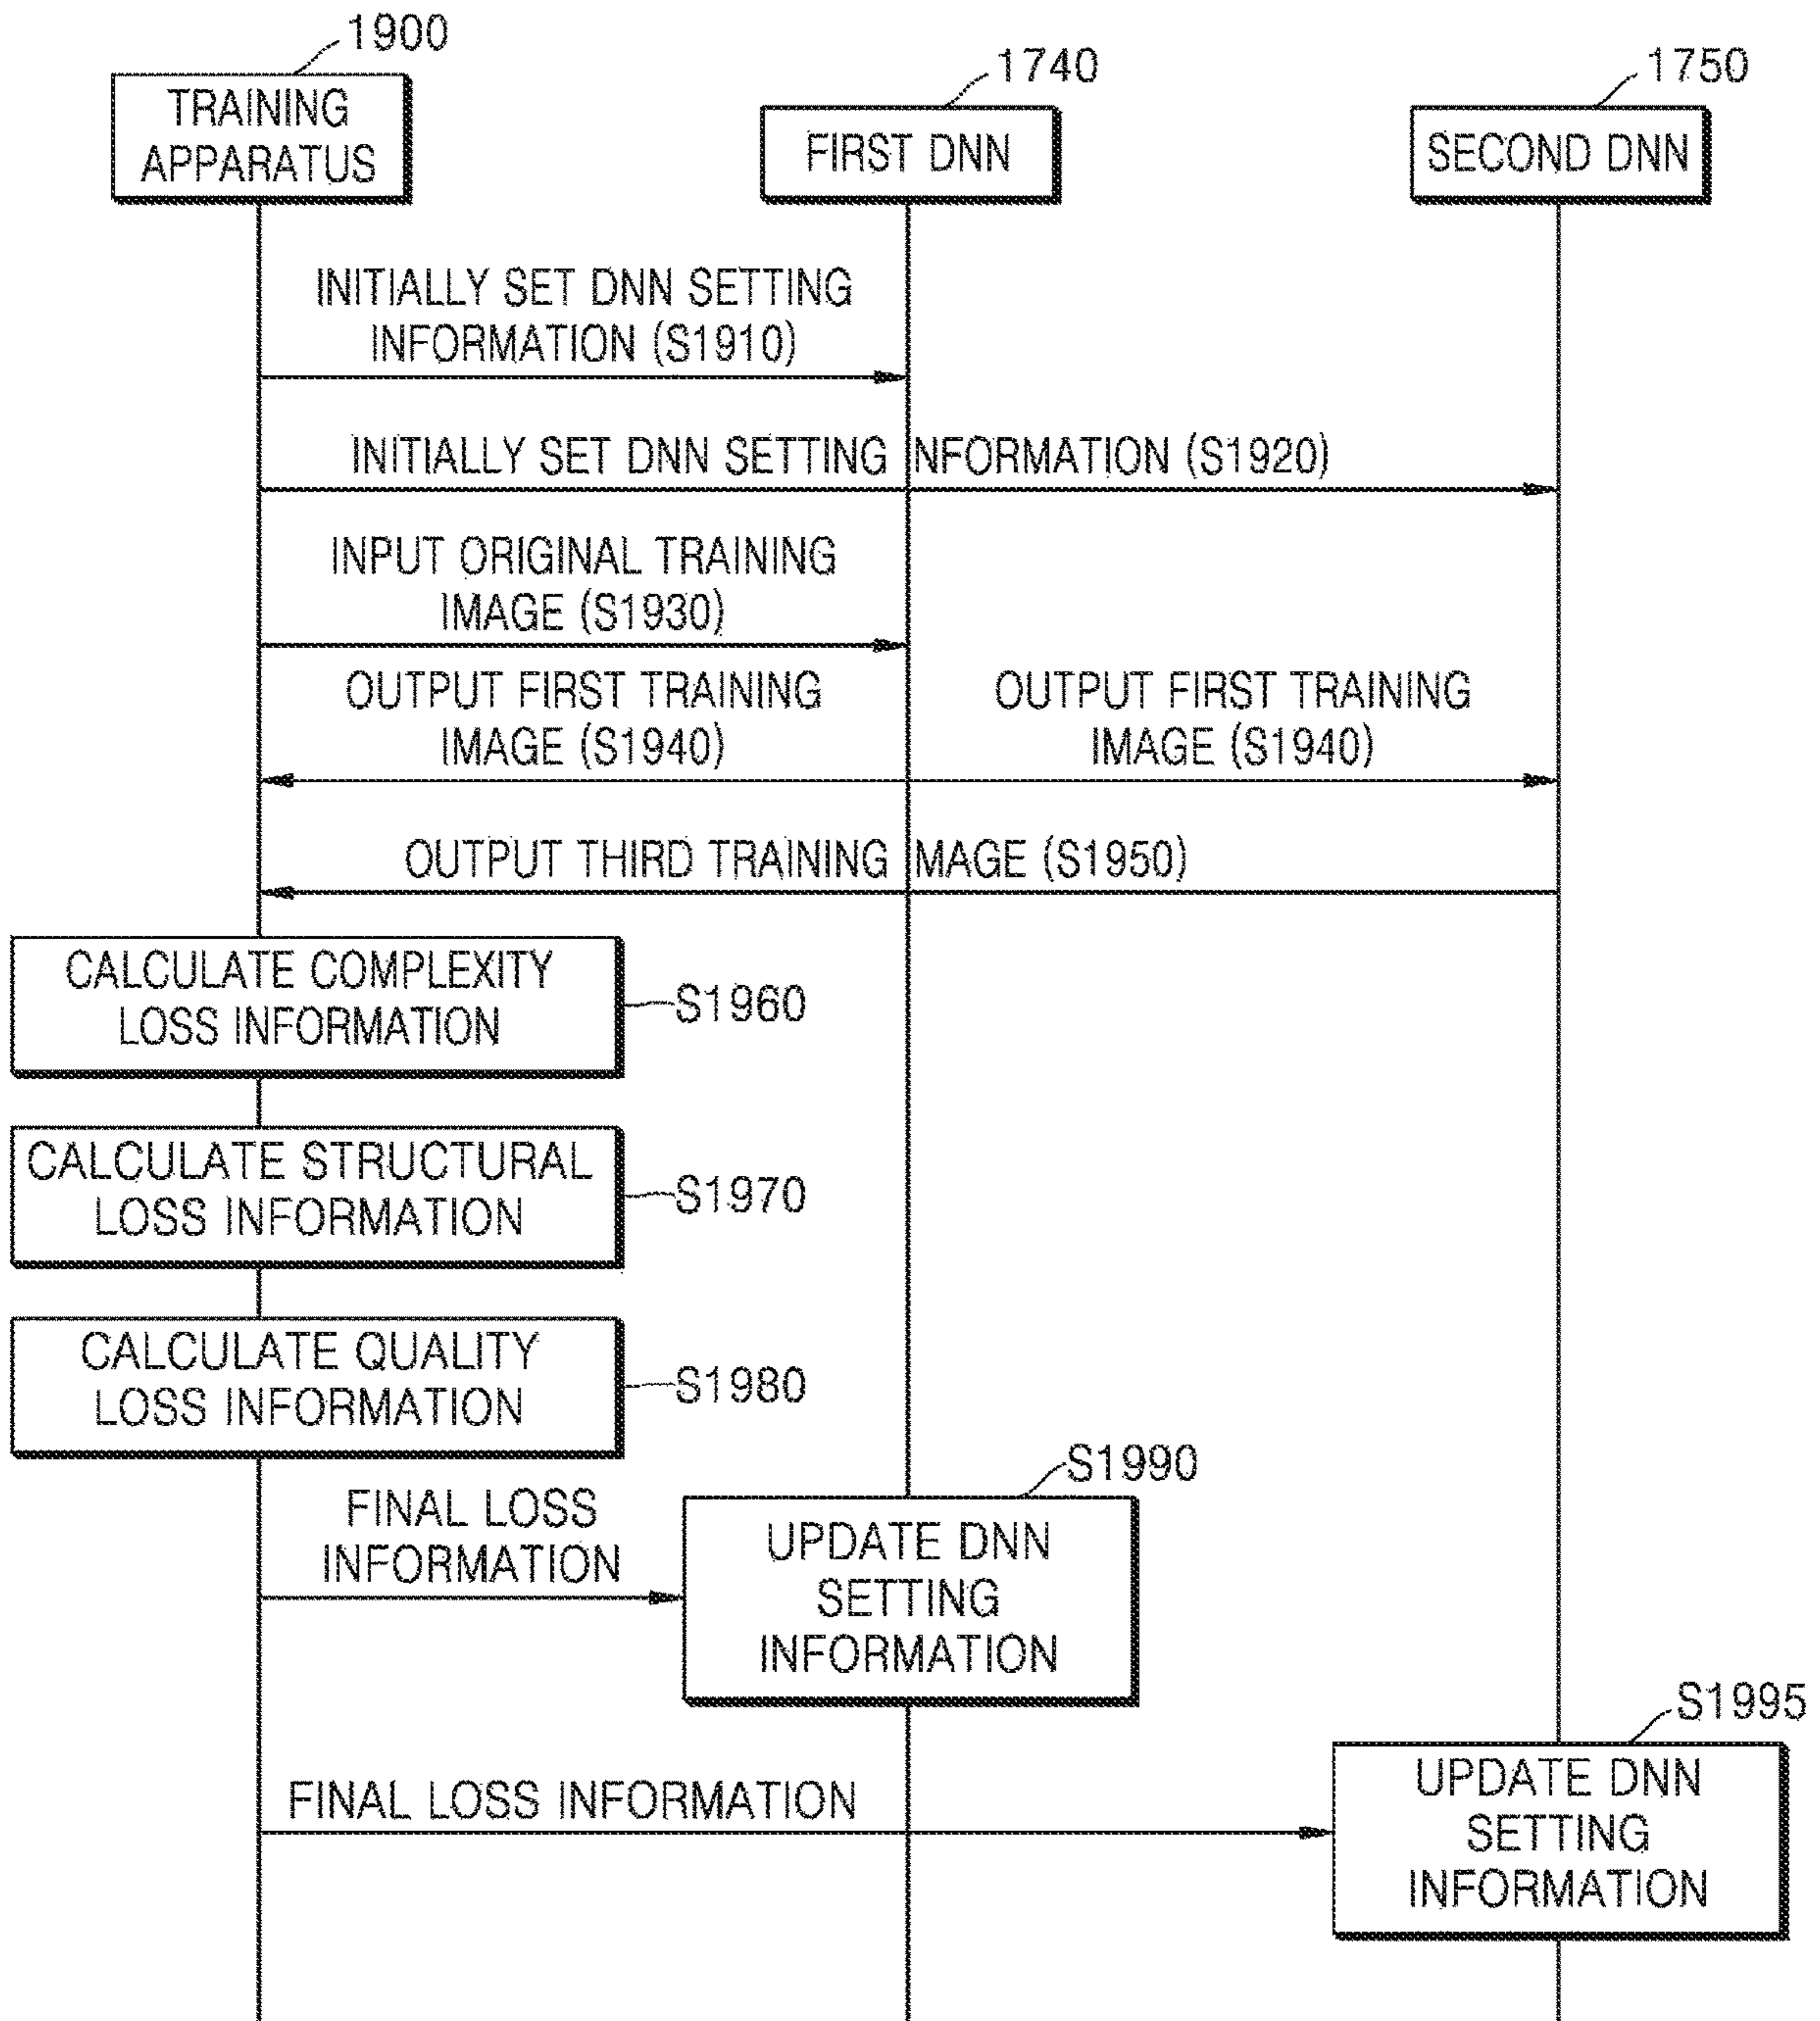 1900
1740
1750
TRAINING
APPARATUS
FIRST DNN
SECOND DNN
INITIALLY SET DNN SETTING
INFORMATION (S1910)
INITIALLY SET DNN SETTING NFORMATION (S1920)
INPUT ORIGINAL TRAINING
IMAGE (S1930)
OUTPUT FIRST TRAINING
IMAGE (S1940)
OUTPUT FIRST TRAINING
IMAGE (S1940)
OUTPUT THIRD TRAINING MAGE (S1950)
CALCULATE COMPLEXITY
LOSS INFORMATION
S1960
CALCULATE STRUCTURAL
LOSS INFORMATION
S1970
CALCULATE QUALITY
LOSS INFORMATION
S1980
FINAL LOSS
INFORMATION
S1990
UPDATE DNN
SETTING
INFORMATION
FINAL LOSS INFORMATION
S1995
UPDATE DNN
SETTING
INFORMATION